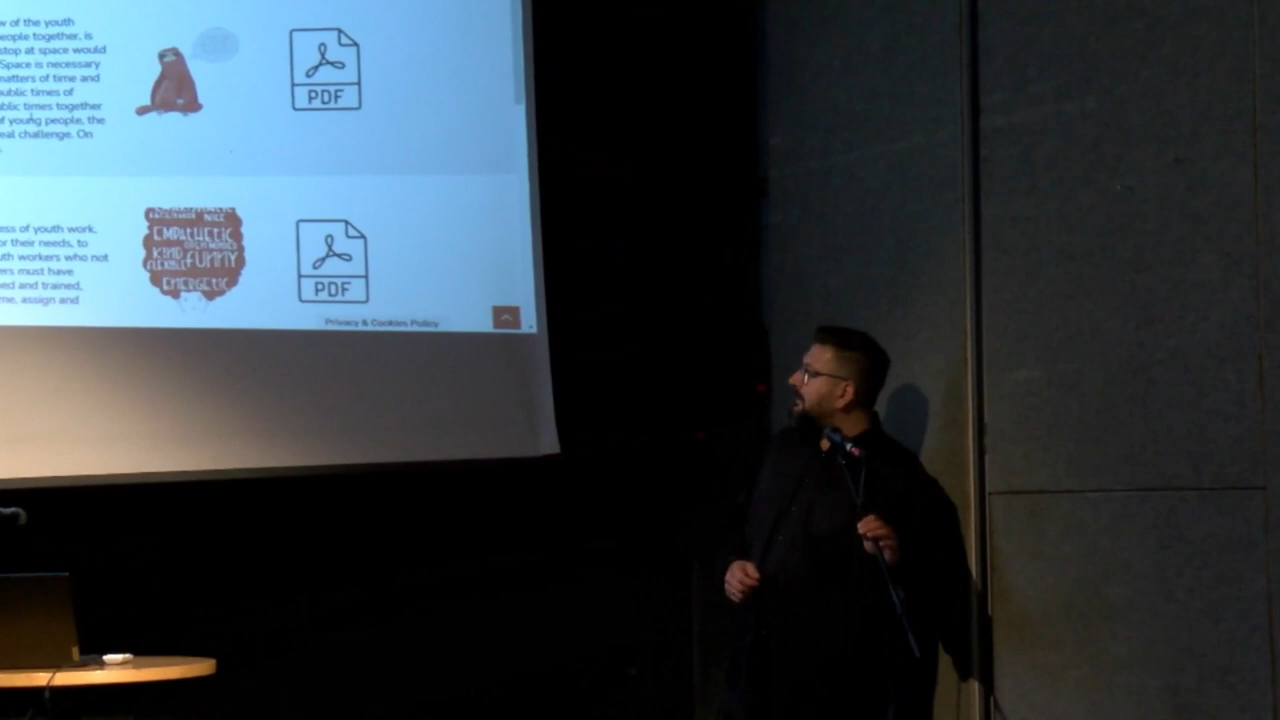 w of the youth
eople together, is
stop at space would
Space is necessary
matters of time and
public times of
blic times together
f young people, the
eal challenge. On
PDF
ess of youth work.
or their needs, to
uth workers who not
ers must have
ed and trained,
me, assign and
NICE
EMPATHETIC
KIND
FLEXIBLE FUNNY
ENERGETIC
PDF
Privacy & Cookies Policy